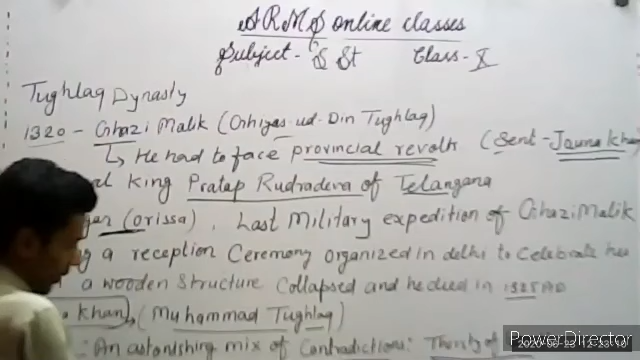 ARMS online classes
Subject - S St Class - X
Tughlaq Dynasty
1320 - Ghazi Malik (Ghiyas-ud-Din Tughlaq)
↳ He had to face provincial revolt (Sent - Jauna khan
King Pratap Rudradeva of Telangana
(Orissa), Last Military expedition of Ghazi Malik
a reception Ceremony organized in delhi to Celebrate
a wooden structure Collapsed and he died in 1325 AD
khan) (Muhammad Tughlaq)
An astonishing mix of Contradictions: Thirsty of
PowerDirector